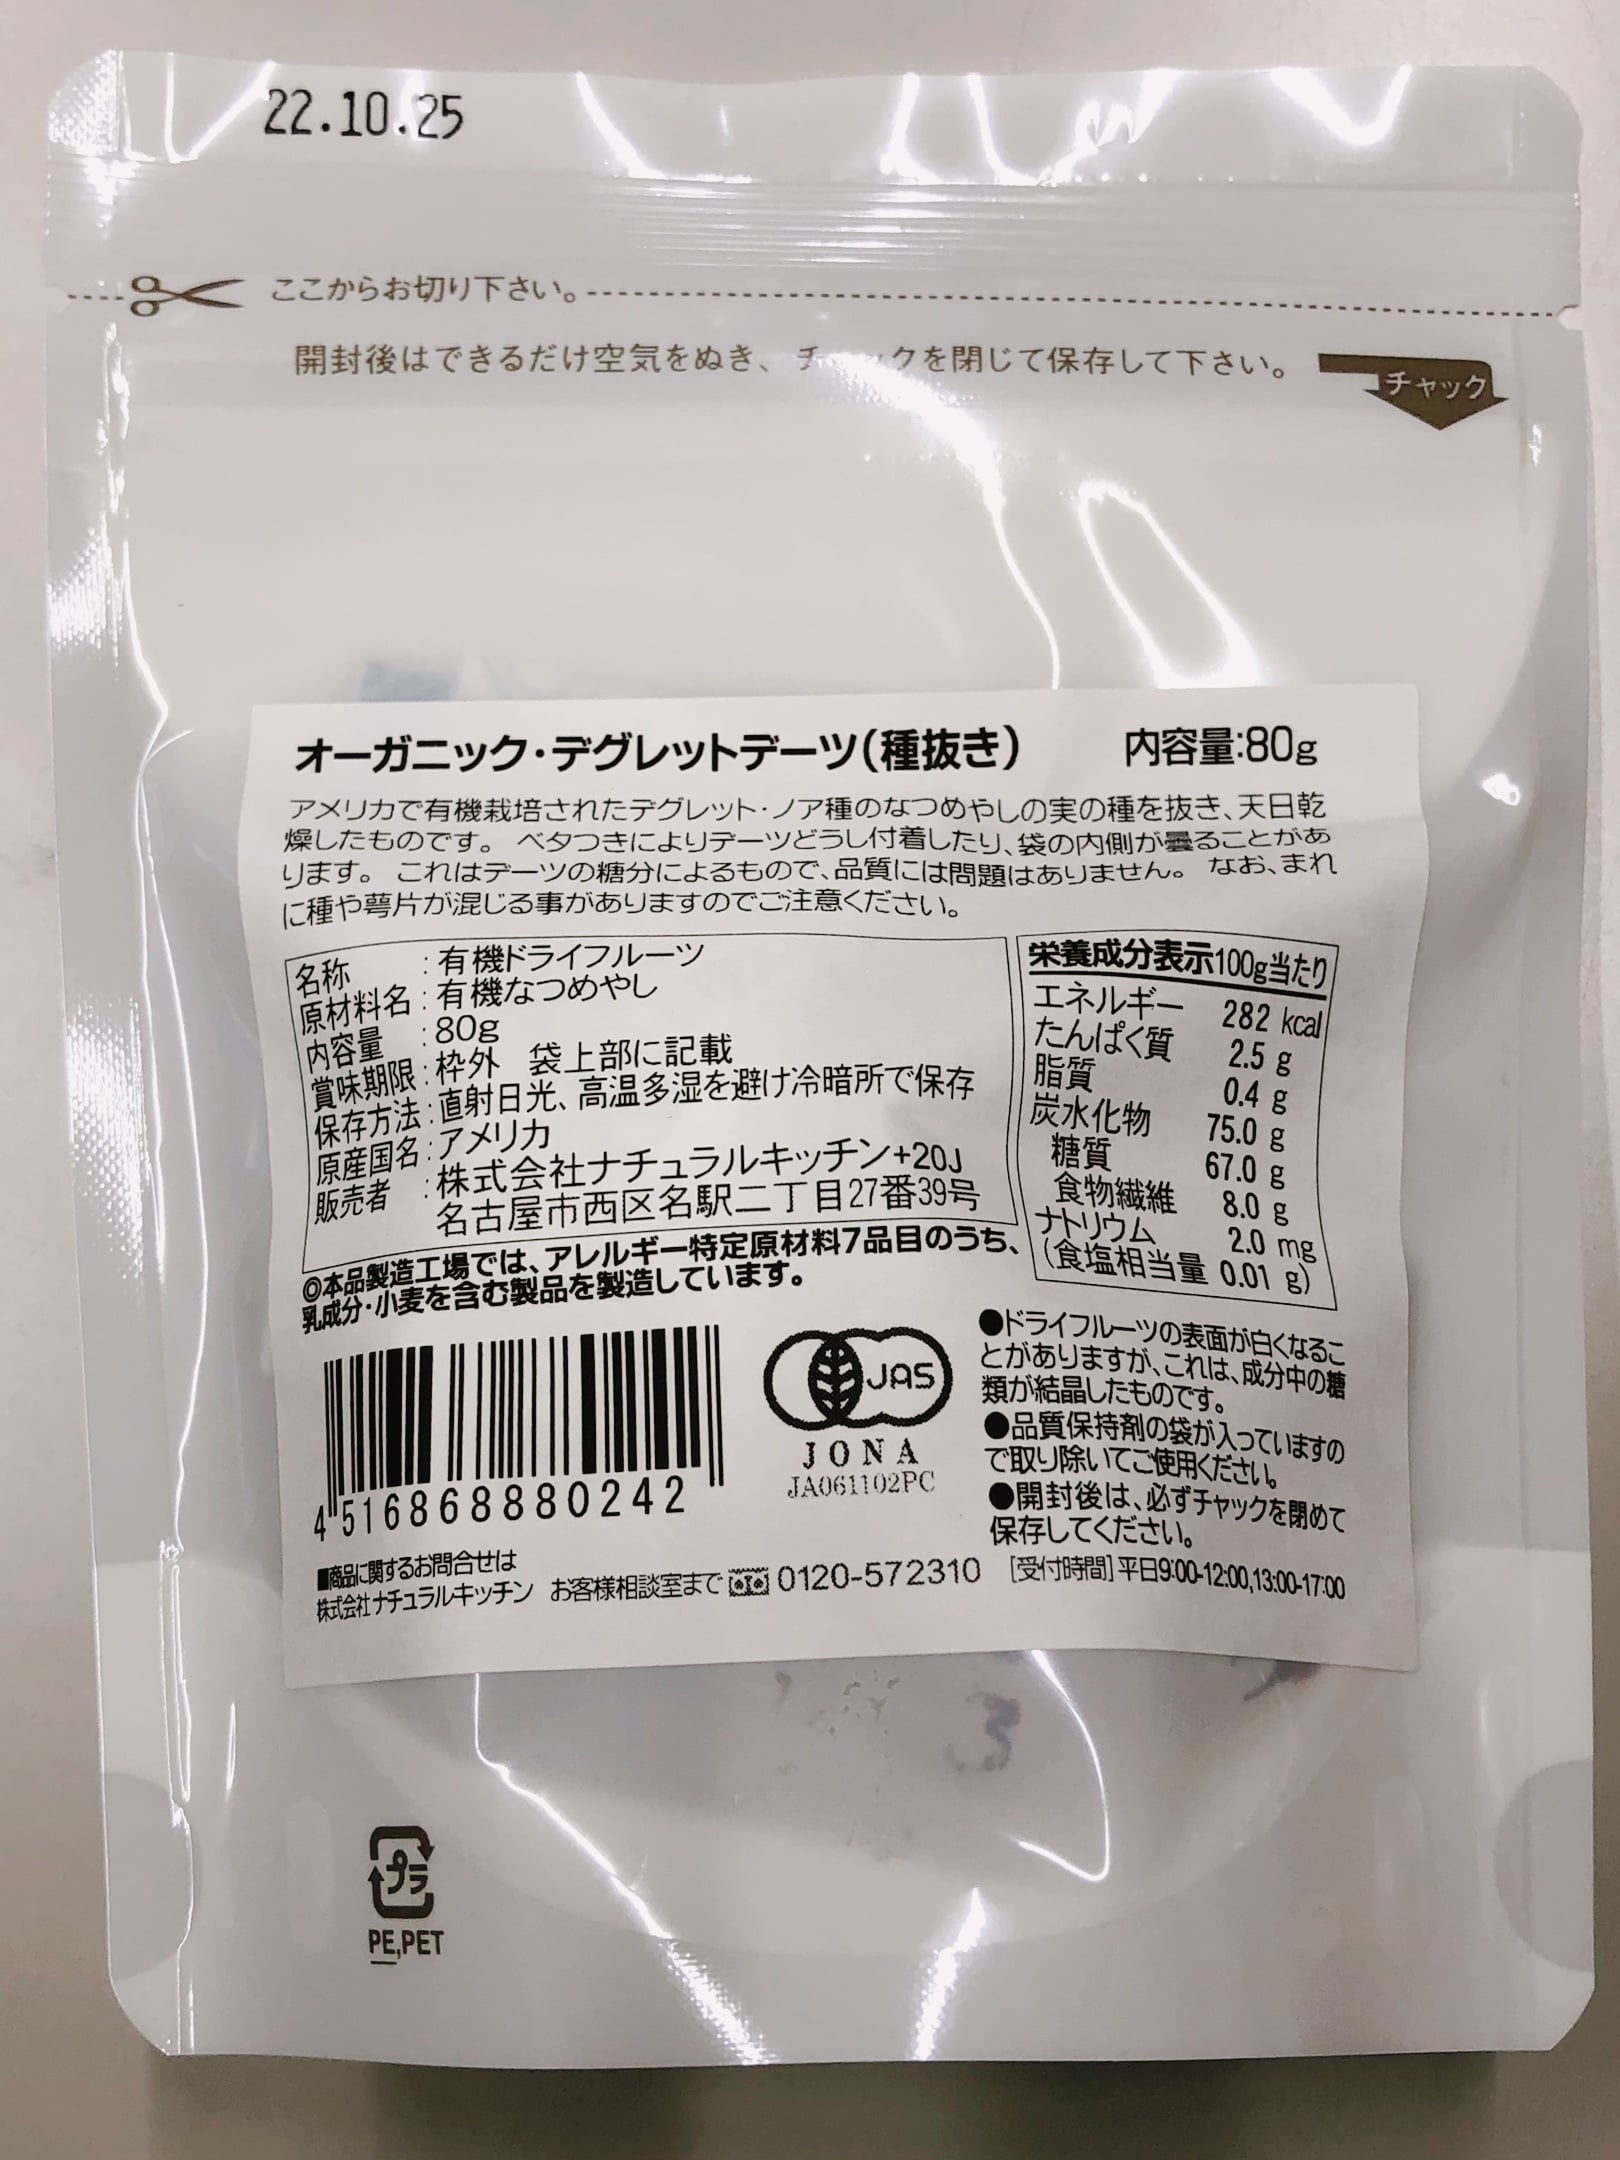 22.10.25
ここからお切り下さい。
開封後はできるだけ空気をぬき、チャックを閉じて保存して下さい。
チャック
オーガニック・デグレットデーツ(種抜き) 内容量:80g
アメリカで有機栽培されたデグレット・ノア種のなつめやしの実の種を抜き、天日乾
燥したものです。 ベタつきによりデーツどうし付着したり、袋の内側が曇ることがあ
ります。 これはデーツの糖分によるもので、品質には問題はありません。 なお、まれ
に種や萼片が混じる事がありますのでご注意ください。
名称 :有機ドライフルーツ
原材料名:有機なつめやし
内容量 :80g
賞味期限:枠外 袋上部に記載
保存方法:直射日光、高温多湿を避け冷暗所で保存
原産国名:アメリカ
販売者 :株式会社ナチュラルキッチン+20J
名古屋市西区名駅二丁目27番39号
栄養成分表示100g当たり
エネルギー 282 kcal
たんぱく質 2.5 g
脂質 0.4 g
炭水化物 75.0 g
糖質 67.0 g
食物繊維 8.0 g
ナトリウム 2.0 mg
(食塩相当量 0.01 g)
◎本品製造工場では、アレルギー特定原材料7品目のうち、
乳成分・小麦を含む製品を製造しています。
4516868880242
JAS
JONA
JA061102PC
●ドライフルーツの表面が白くなるこ
とがありますが、これは、成分中の糖
類が結晶したものです。
●品質保持剤の袋が入っていますの
で取り除いてご使用ください。
●開封後は、必ずチャックを閉めて
保存してください。
■商品に関するお問合せは
株式会社ナチュラルキッチン お客様相談室まで 0120-572310 [受付時間]平日9:00-12:00,13:00-17:00
プラ
PE,PET